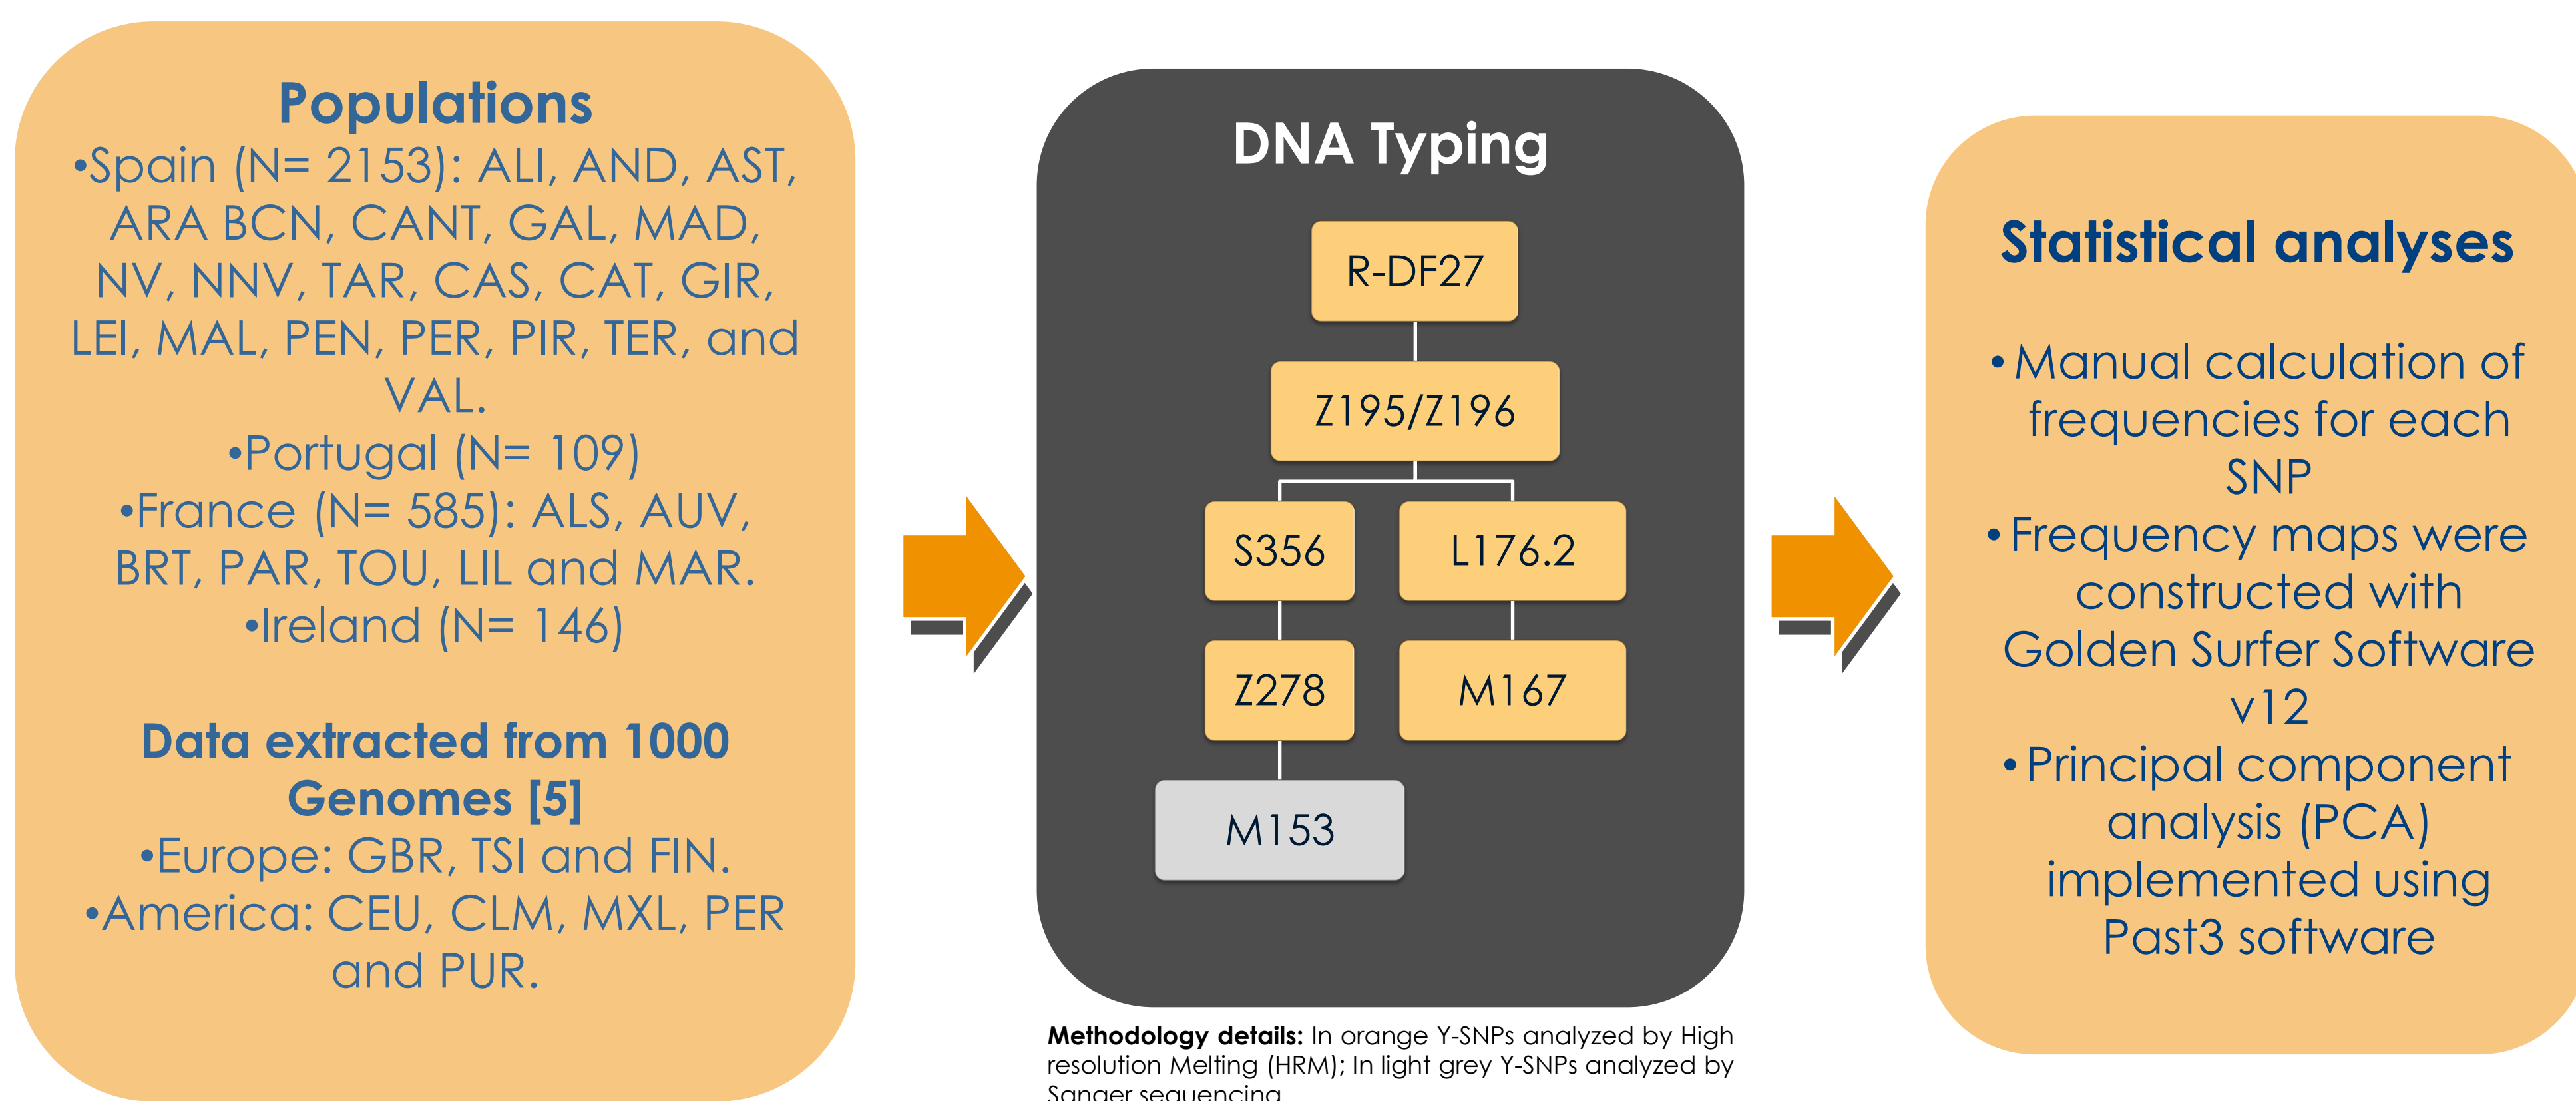 Populations
•Spain (N= 2153): ALI, AND, AST,
ARA BCN, CANT, GAL, MAD,
NV, NNV, TAR, CAS, CAT, GIR,
LEI, MAL, PEN, PER, PIR, TER, and
VAL.
•Portugal (N= 109)
•France (N= 585): ALS, AUV,
BRT, PAR, TOU, LIL and MAR.
•Ireland (N= 146)
Data extracted from 1000
Genomes [5]
•Europe: GBR, TSI and FIN.
•America: CEU, CLM, MXL, PER
and PUR.
DNA Typing
R-DF27
Z195/Z196
S356
L176.2
Z278
M167
M153
Methodology details: In orange Y-SNPs analyzed by High
resolution Melting (HRM); In light grey Y-SNPs analyzed by
Sanger sequencing
Statistical analyses
• Manual calculation of
frequencies for each
SNP
• Frequency maps were
constructed with
Golden Surfer Software
v12
• Principal component
analysis (PCA)
implemented using
Past3 software